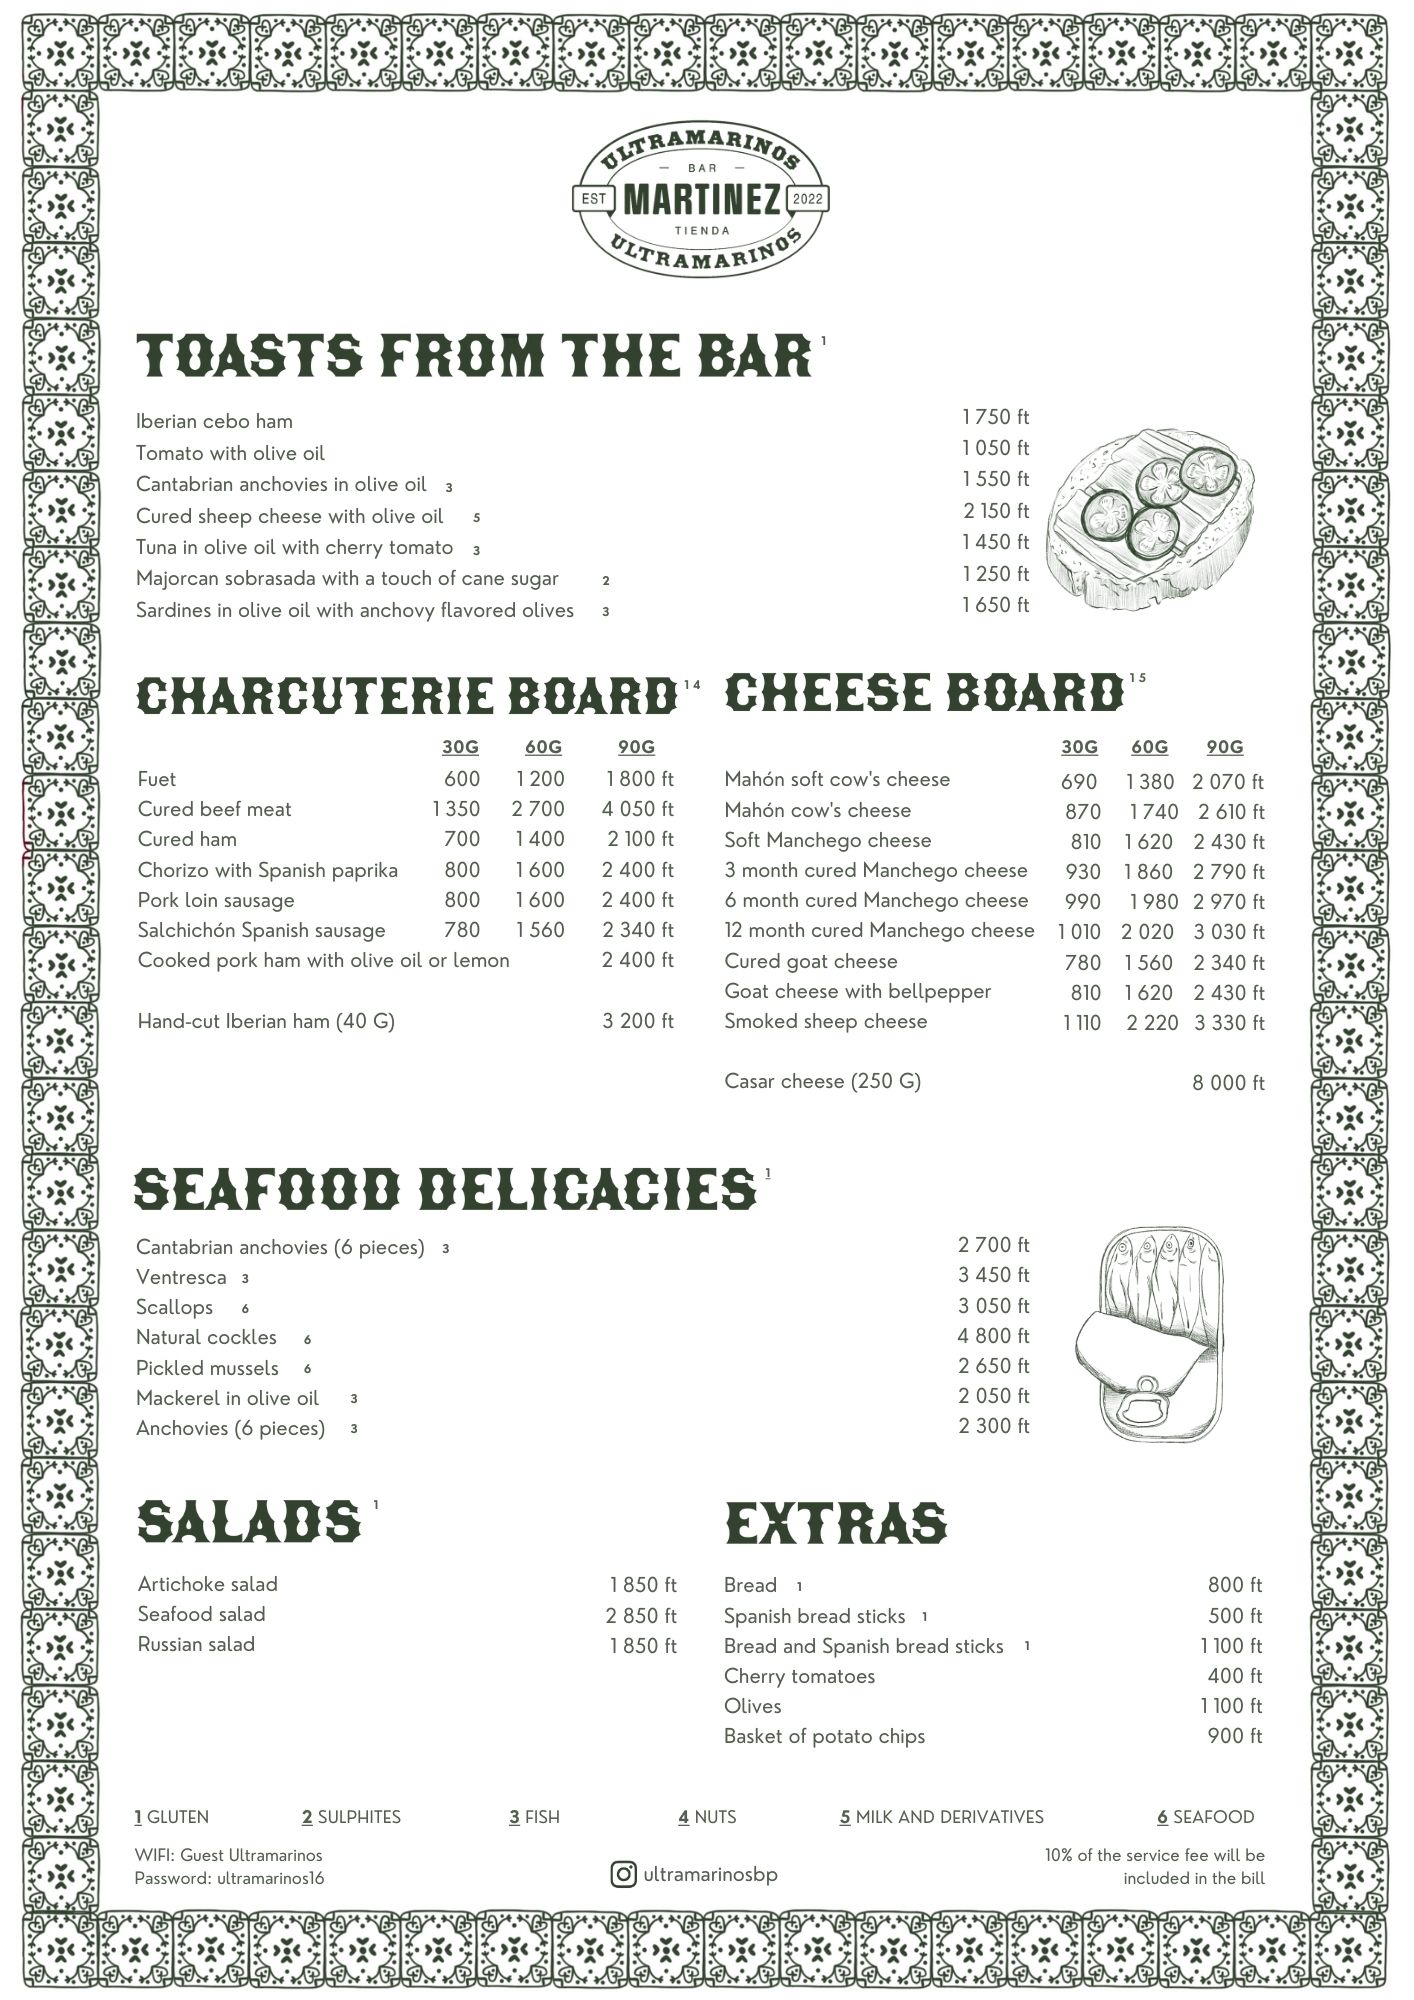 ULTRAMARINOS
BAR
EST MARTINEZ 2022
TIENDA
ULTRAMARINOS
TOASTS FROM THE BAR 1
Iberian cebo ham 1 750 ft
Tomato with olive oil 1 050 ft
Cantabrian anchovies in olive oil 3 1 550 ft
Cured sheep cheese with olive oil 5 2 150 ft
Tuna in olive oil with cherry tomato 3 1 450 ft
Majorcan sobrasada with a touch of cane sugar 2 1 250 ft
Sardines in olive oil with anchovy flavored olives 3 1 650 ft
CHARCUTERIE BOARD 1 4
30G 60G 90G
Fuet 600 1 200 1 800 ft
Cured beef meat 1 350 2 700 4 050 ft
Cured ham 700 1 400 2 100 ft
Chorizo with Spanish paprika 800 1 600 2 400 ft
Pork loin sausage 800 1 600 2 400 ft
Salchichón Spanish sausage 780 1 560 2 340 ft
Cooked pork ham with olive oil or lemon 2 400 ft
Hand-cut Iberian ham (40 G) 3 200 ft
CHEESE BOARD 1 5
30G 60G 90G
Mahón soft cow's cheese 690 1 380 2 070 ft
Mahón cow's cheese 870 1 740 2 610 ft
Soft Manchego cheese 810 1 620 2 430 ft
3 month cured Manchego cheese 930 1 860 2 790 ft
6 month cured Manchego cheese 990 1 980 2 970 ft
12 month cured Manchego cheese 1 010 2 020 3 030 ft
Cured goat cheese 780 1 560 2 340 ft
Goat cheese with bellpepper 810 1 620 2 430 ft
Smoked sheep cheese 1 110 2 220 3 330 ft
Casar cheese (250 G) 8 000 ft
SEAFOOD DELICACIES 1
Cantabrian anchovies (6 pieces) 3 2 700 ft
Ventresca 3 3 450 ft
Scallops 6 3 050 ft
Natural cockles 6 4 800 ft
Pickled mussels 6 2 650 ft
Mackerel in olive oil 3 2 050 ft
Anchovies (6 pieces) 3 2 300 ft
SALADS 1
Artichoke salad 1 850 ft
Seafood salad 2 850 ft
Russian salad 1 850 ft
EXTRAS
Bread 1 800 ft
Spanish bread sticks 1 500 ft
Bread and Spanish bread sticks 1 1 100 ft
Cherry tomatoes 400 ft
Olives 1 100 ft
Basket of potato chips 900 ft
1 GLUTEN 2 SULPHITES 3 FISH 4 NUTS 5 MILK AND DERIVATIVES 6 SEAFOOD
WIFI: Guest Ultramarinos
Password: ultramarinos16
ultramarinosbp
10% of the service fee will be
included in the bill